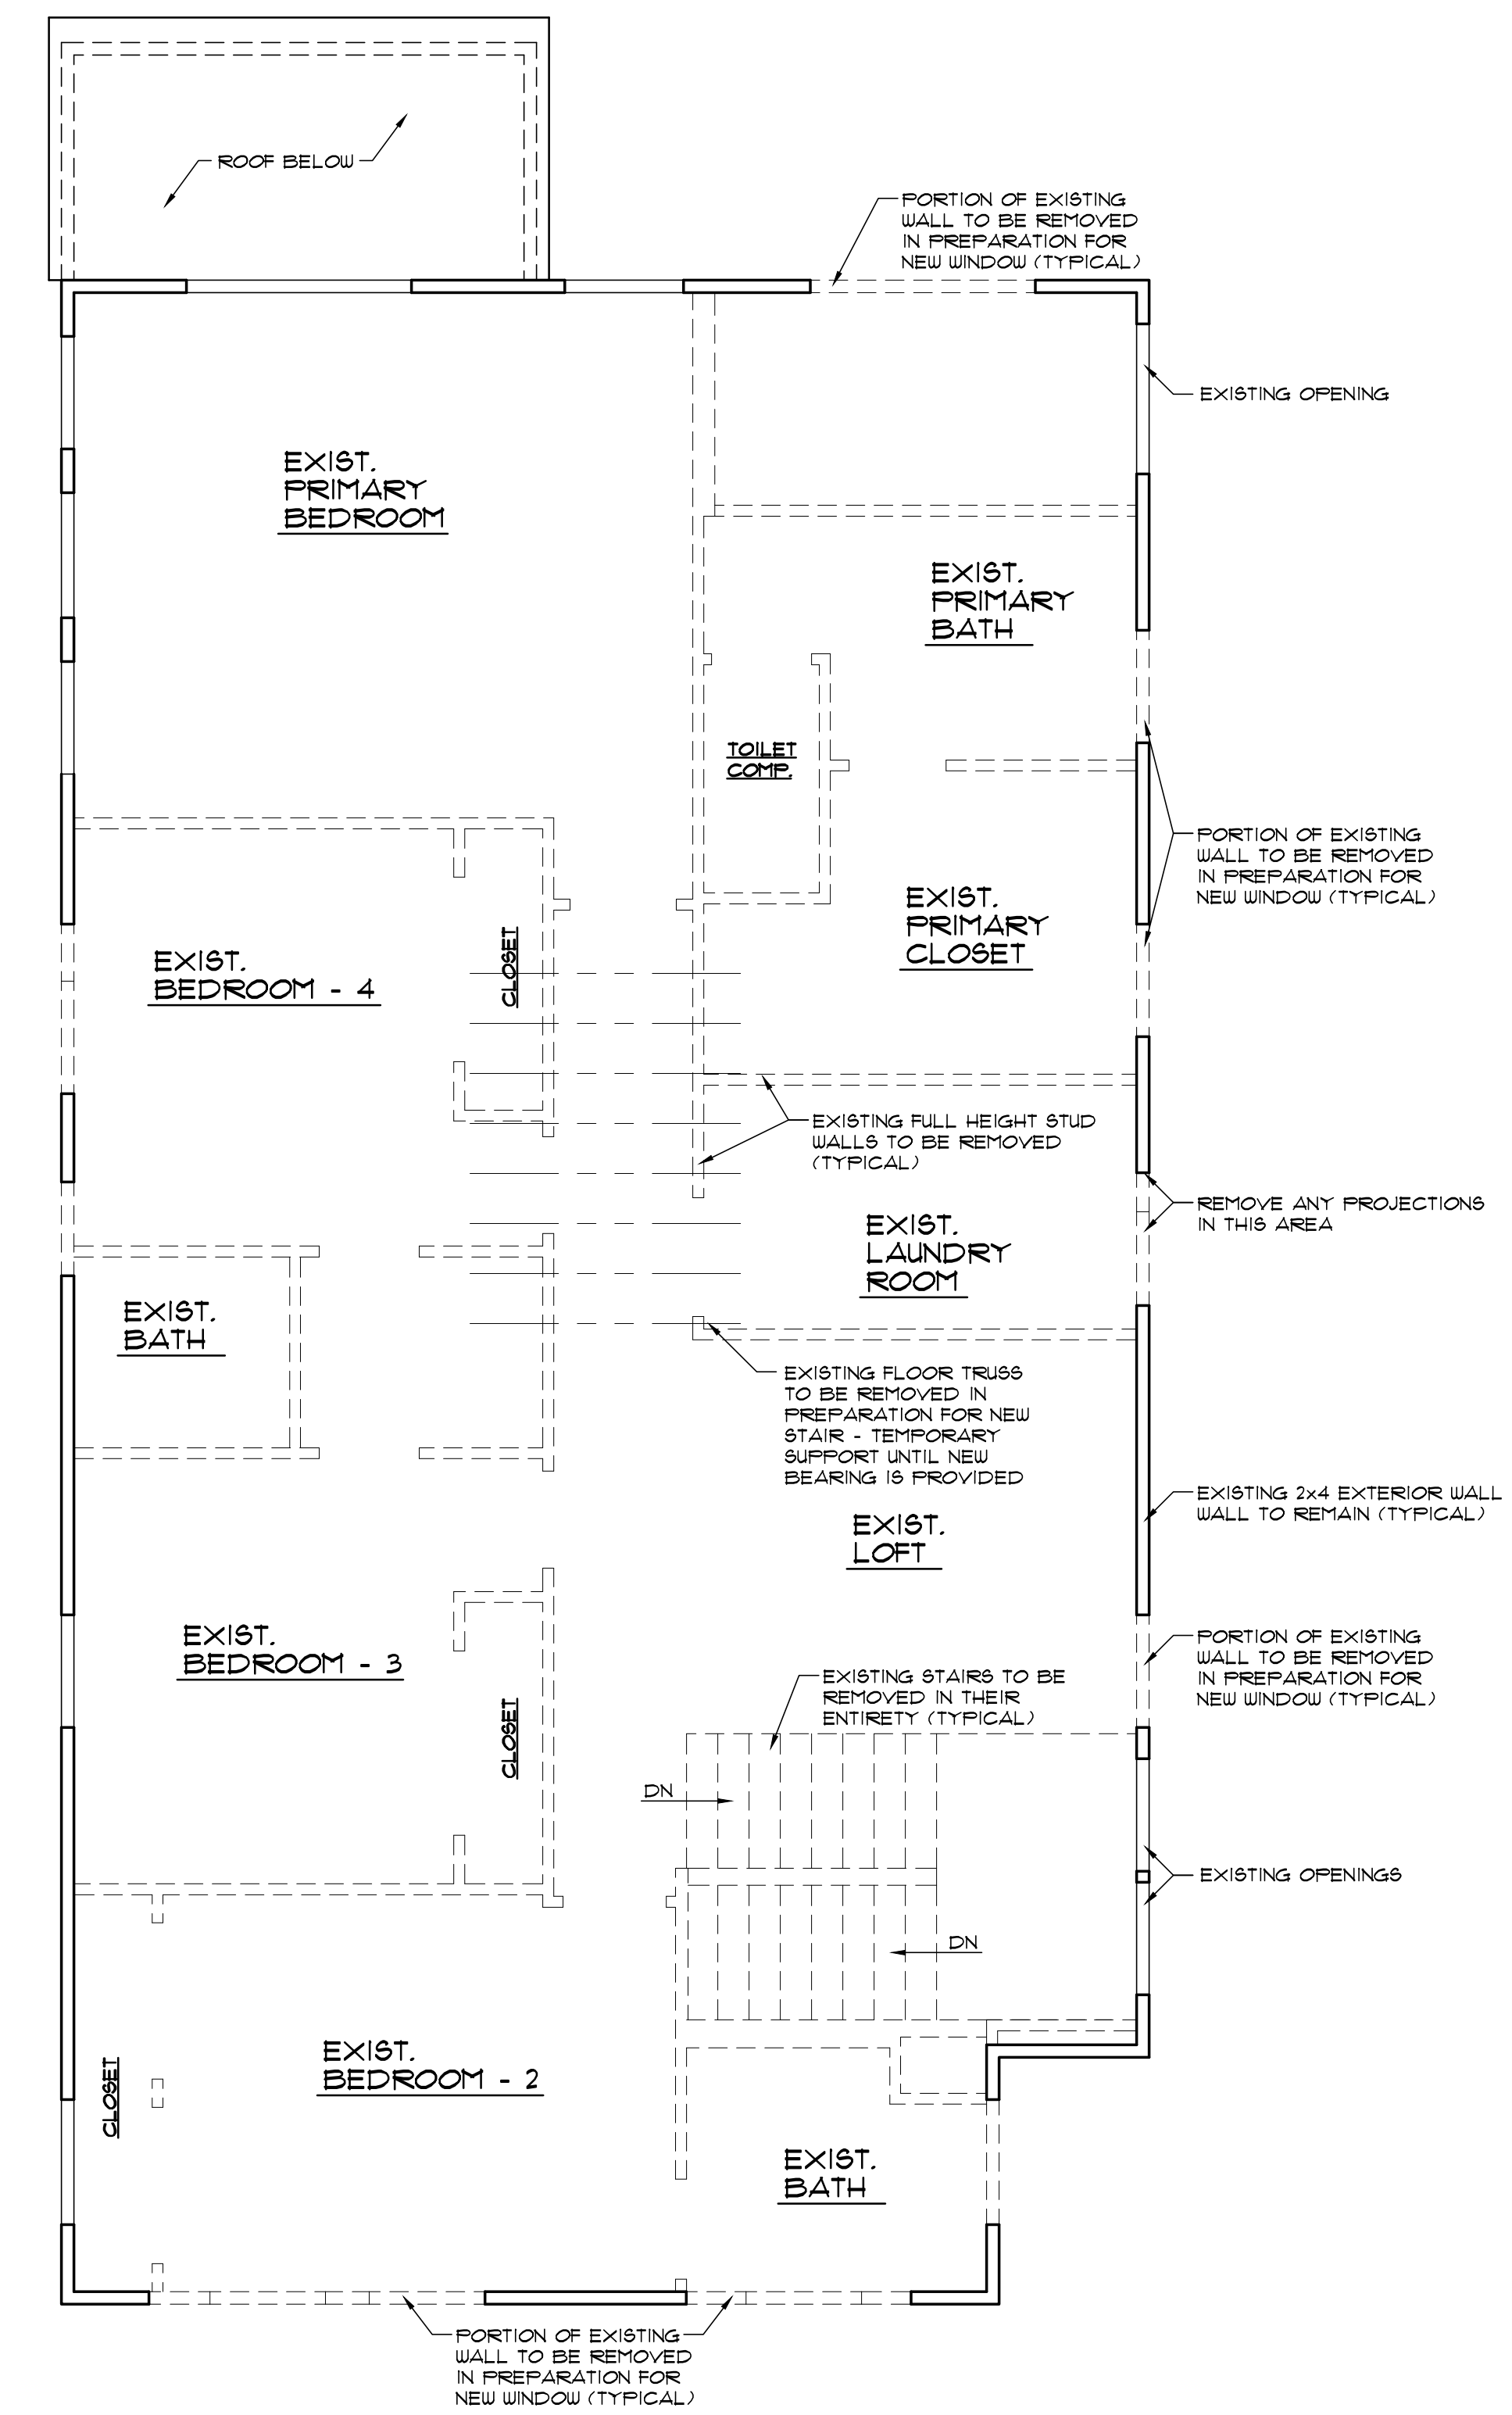 ROOF BELOW
PORTION OF EXISTING
WALL TO BE REMOVED
IN PREPARATION FOR
NEW WINDOW (TYPICAL)
EXISTING OPENING
EXIST.
PRIMARY
BEDROOM
EXIST.
PRIMARY
BATH
TOILET
COMP.
PORTION OF EXISTING
WALL TO BE REMOVED
IN PREPARATION FOR
NEW WINDOW (TYPICAL)
EXIST.
PRIMARY
CLOSET
EXIST.
BEDROOM - 4
CLOSET
EXISTING FULL HEIGHT STUD
WALLS TO BE REMOVED
(TYPICAL)
REMOVE ANY PROJECTIONS
IN THIS AREA
EXIST.
LAUNDRY
ROOM
EXIST.
BATH
EXISTING FLOOR TRUSS
TO BE REMOVED IN
PREPARATION FOR NEW
STAIR - TEMPORARY
SUPPORT UNTIL NEW
BEARING IS PROVIDED
EXISTING 2x4 EXTERIOR WALL
WALL TO REMAIN (TYPICAL)
EXIST.
LOFT
EXIST.
BEDROOM - 3
CLOSET
PORTION OF EXISTING
WALL TO BE REMOVED
IN PREPARATION FOR
NEW WINDOW (TYPICAL)
EXISTING STAIRS TO BE
REMOVED IN THEIR
ENTIRETY (TYPICAL)
DN
EXISTING OPENINGS
DN
EXIST.
BEDROOM - 2
CLOSET
EXIST.
BATH
PORTION OF EXISTING
WALL TO BE REMOVED
IN PREPARATION FOR
NEW WINDOW (TYPICAL)